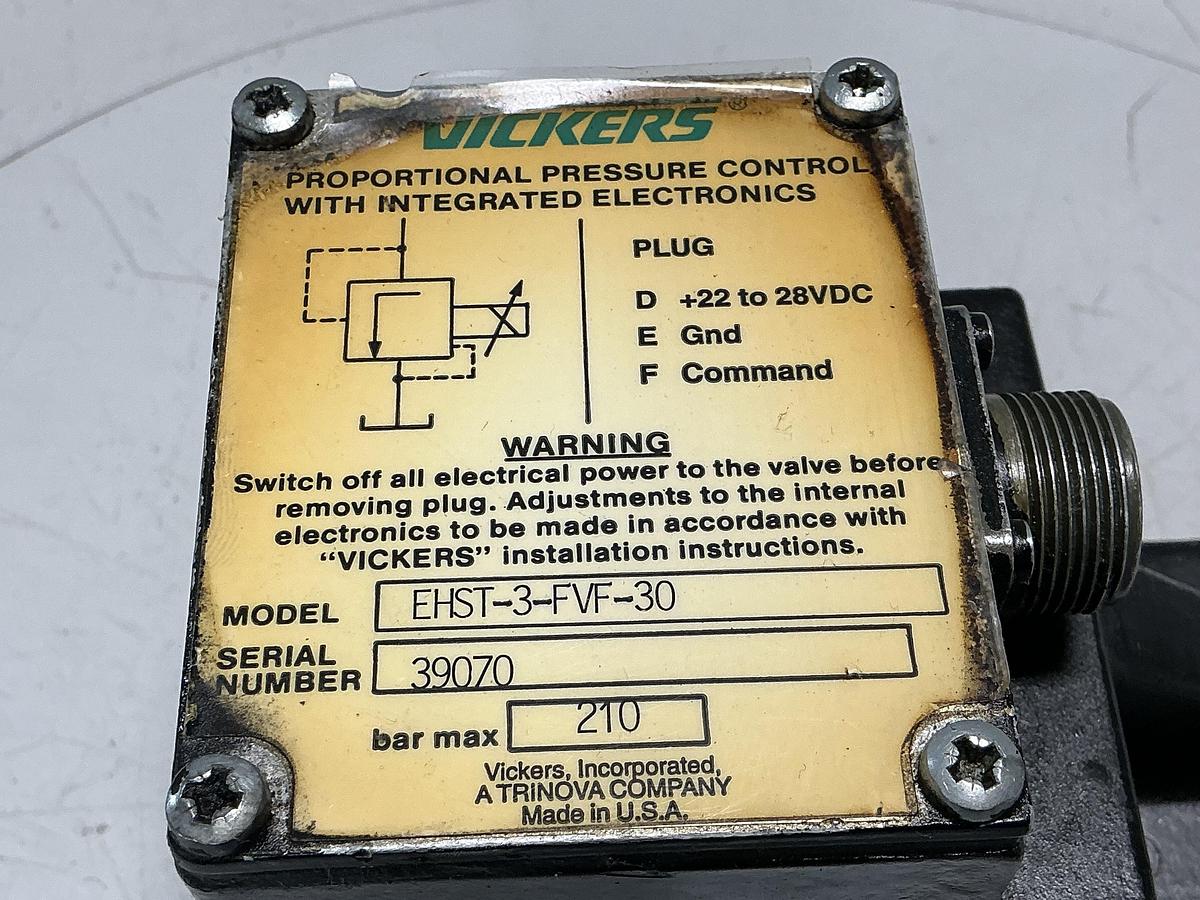 VICKERS®
PROPORTIONAL PRESSURE CONTROL
WITH INTEGRATED ELECTRONICS
PLUG
D +22 to 28VDC
E Gnd
F Command
WARNING
Switch off all electrical power to the valve before
removing plug. Adjustments to the internal
electronics to be made in accordance with
“VICKERS” installation instructions.
MODEL EHST-3-FVF-30
SERIAL
NUMBER 39070
bar max 210
Vickers, Incorporated,
A TRINOVA COMPANY
Made in U.S.A.